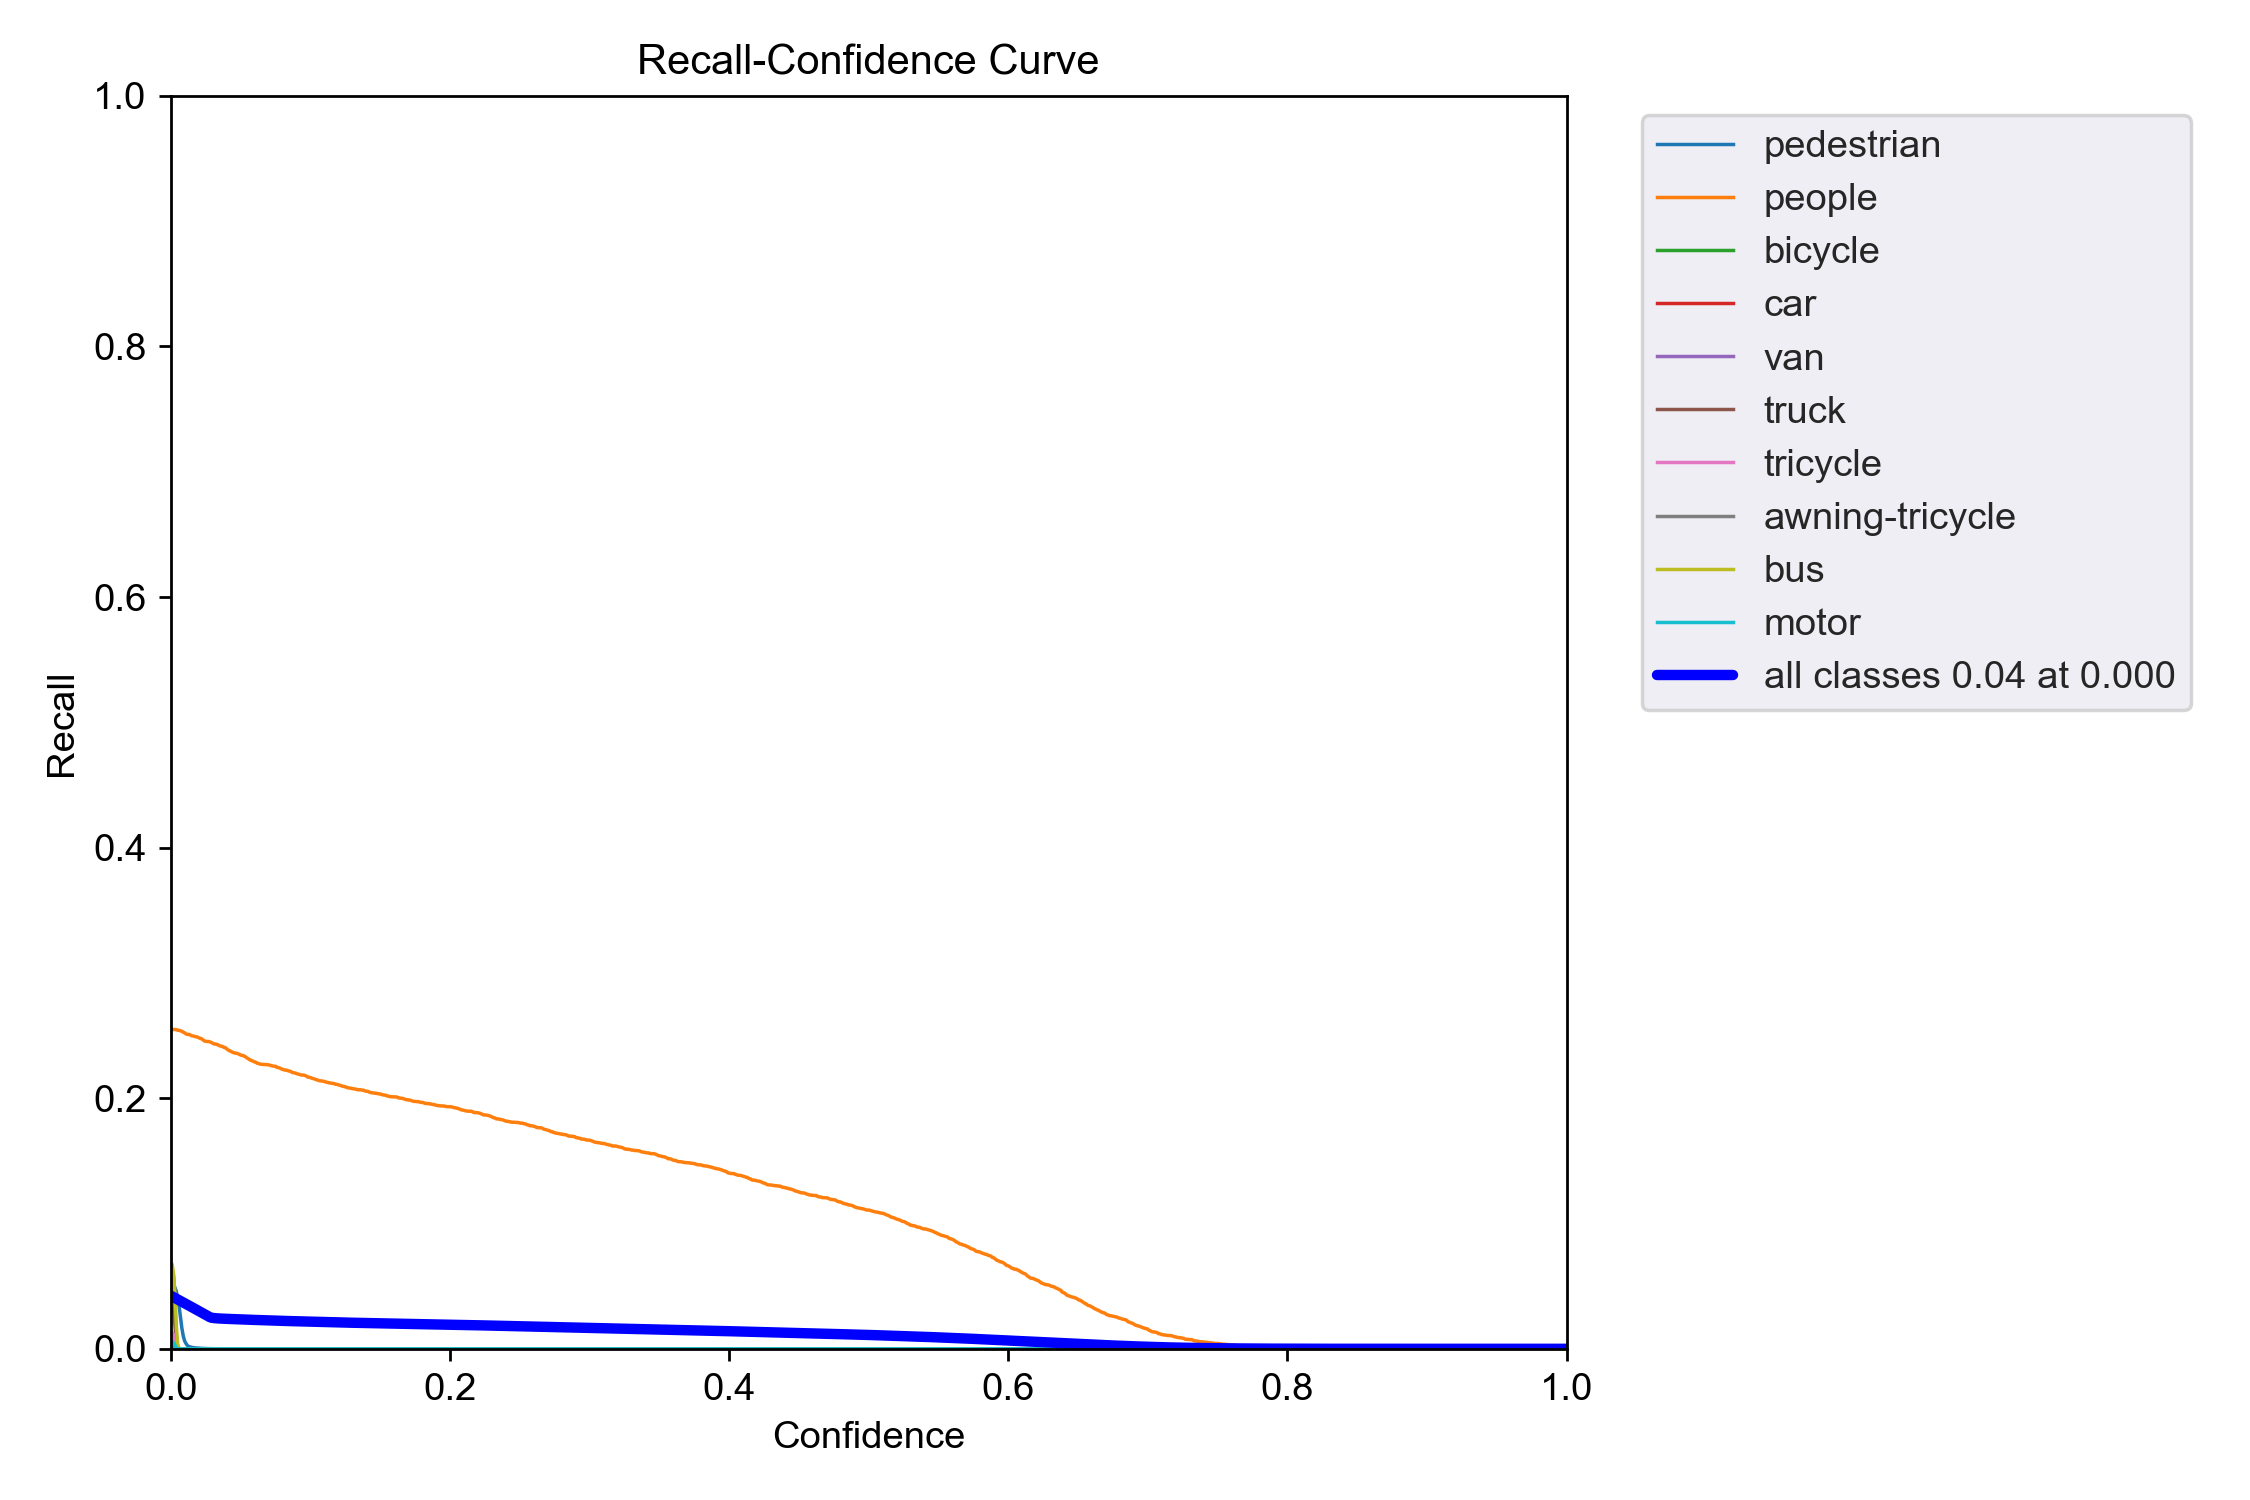 Recall-Confidence Curve
1.0
0.8
0.6
0.4
0.2
0.0
0.0 0.2 0.4 0.6 0.8 1.0
Recall
Confidence
pedestrian
people
bicycle
car
van
truck
tricycle
awning-tricycle
bus
motor
all classes 0.04 at 0.000